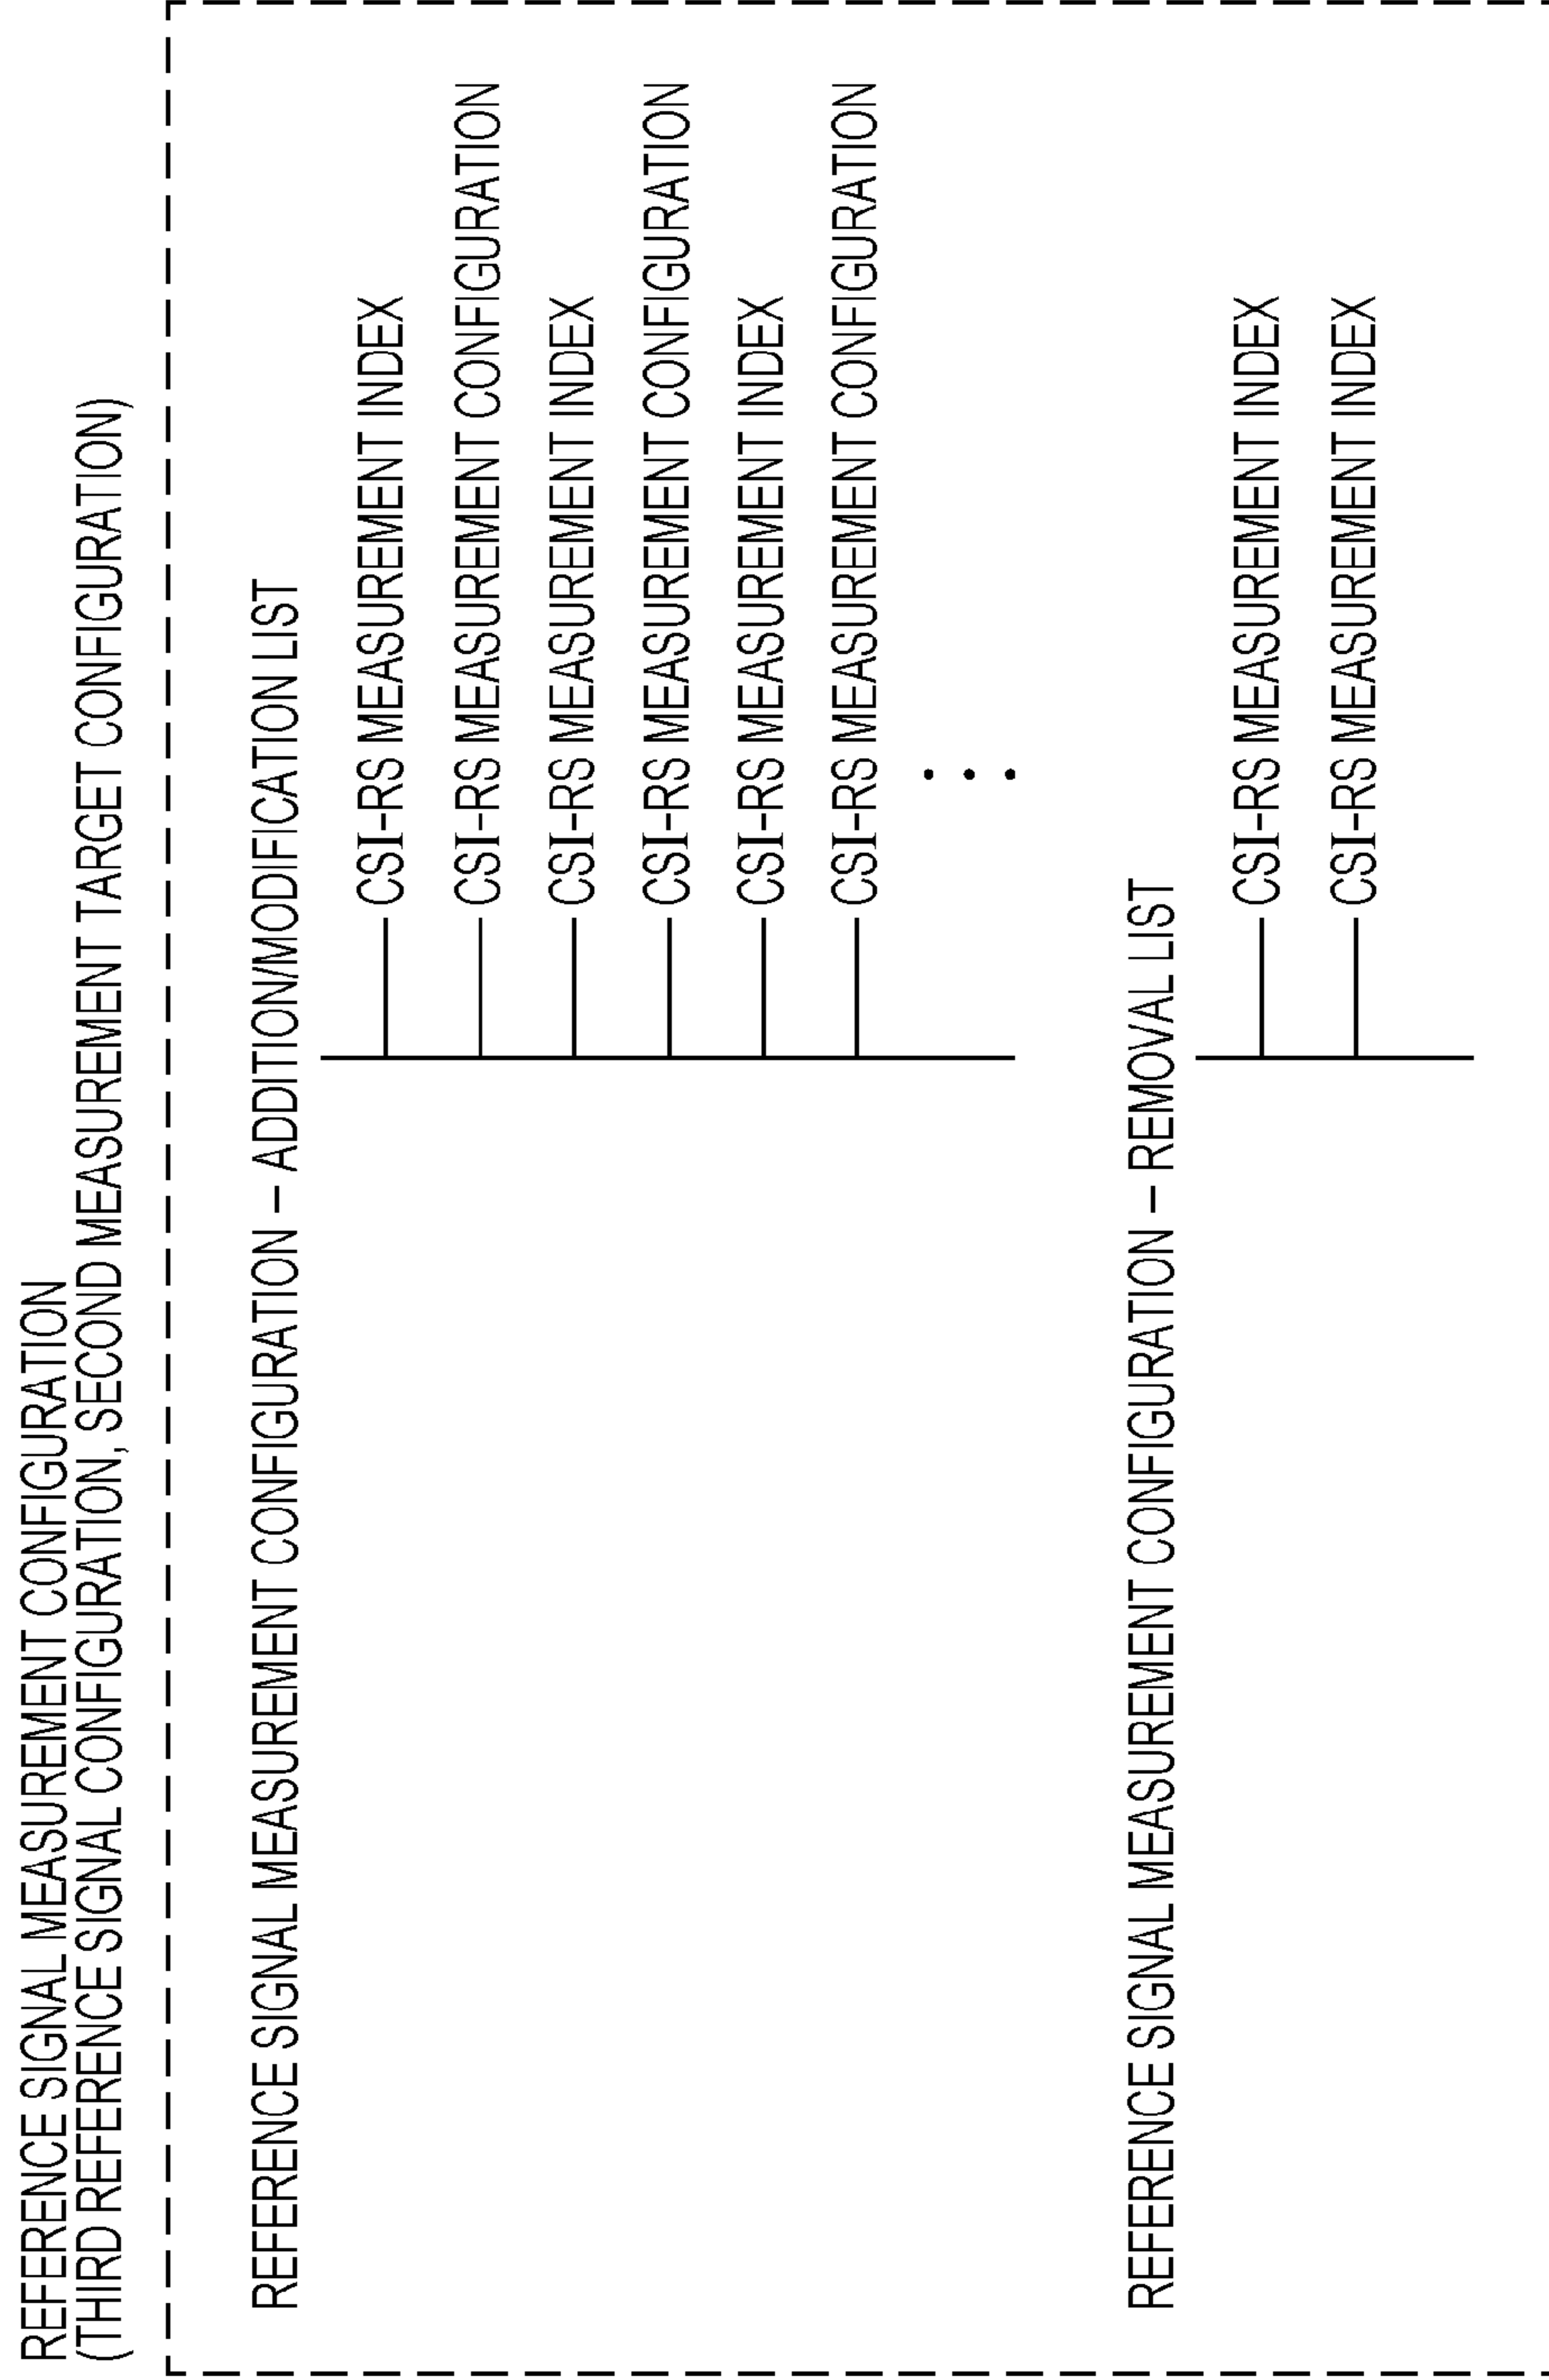 REFERENCE SIGNAL MEASUREMENT CONFIGURATION
(THIRD REFERENCE SIGNAL CONFIGURATION, SECOND MEASUREMENT TARGET CONFIGURATION)
REFERENCE SIGNAL MEASUREMENT CONFIGURATION – ADDITION/MODIFICATION LIST
CSI-RS MEASUREMENT INDEX
CSI-RS MEASUREMENT CONFIGURATION
CSI-RS MEASUREMENT INDEX
CSI-RS MEASUREMENT CONFIGURATION
CSI-RS MEASUREMENT INDEX
CSI-RS MEASUREMENT CONFIGURATION
REFERENCE SIGNAL MEASUREMENT CONFIGURATION – REMOVAL LIST
CSI-RS MEASUREMENT INDEX
CSI-RS MEASUREMENT INDEX